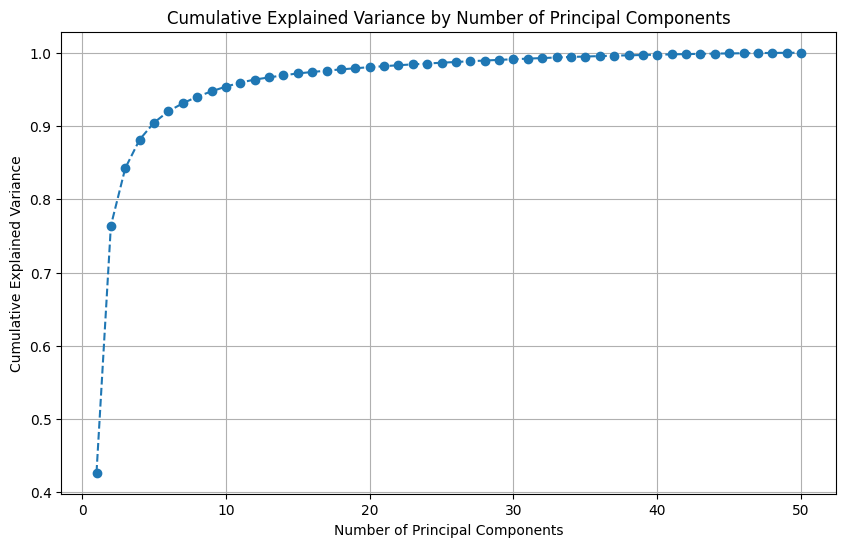 Cumulative Explained Variance by Number of Principal Components
Cumulative Explained Variance
1.0
0.9
0.8
0.7
0.6
0.5
0.4
0 10 20 30 40 50
Number of Principal Components